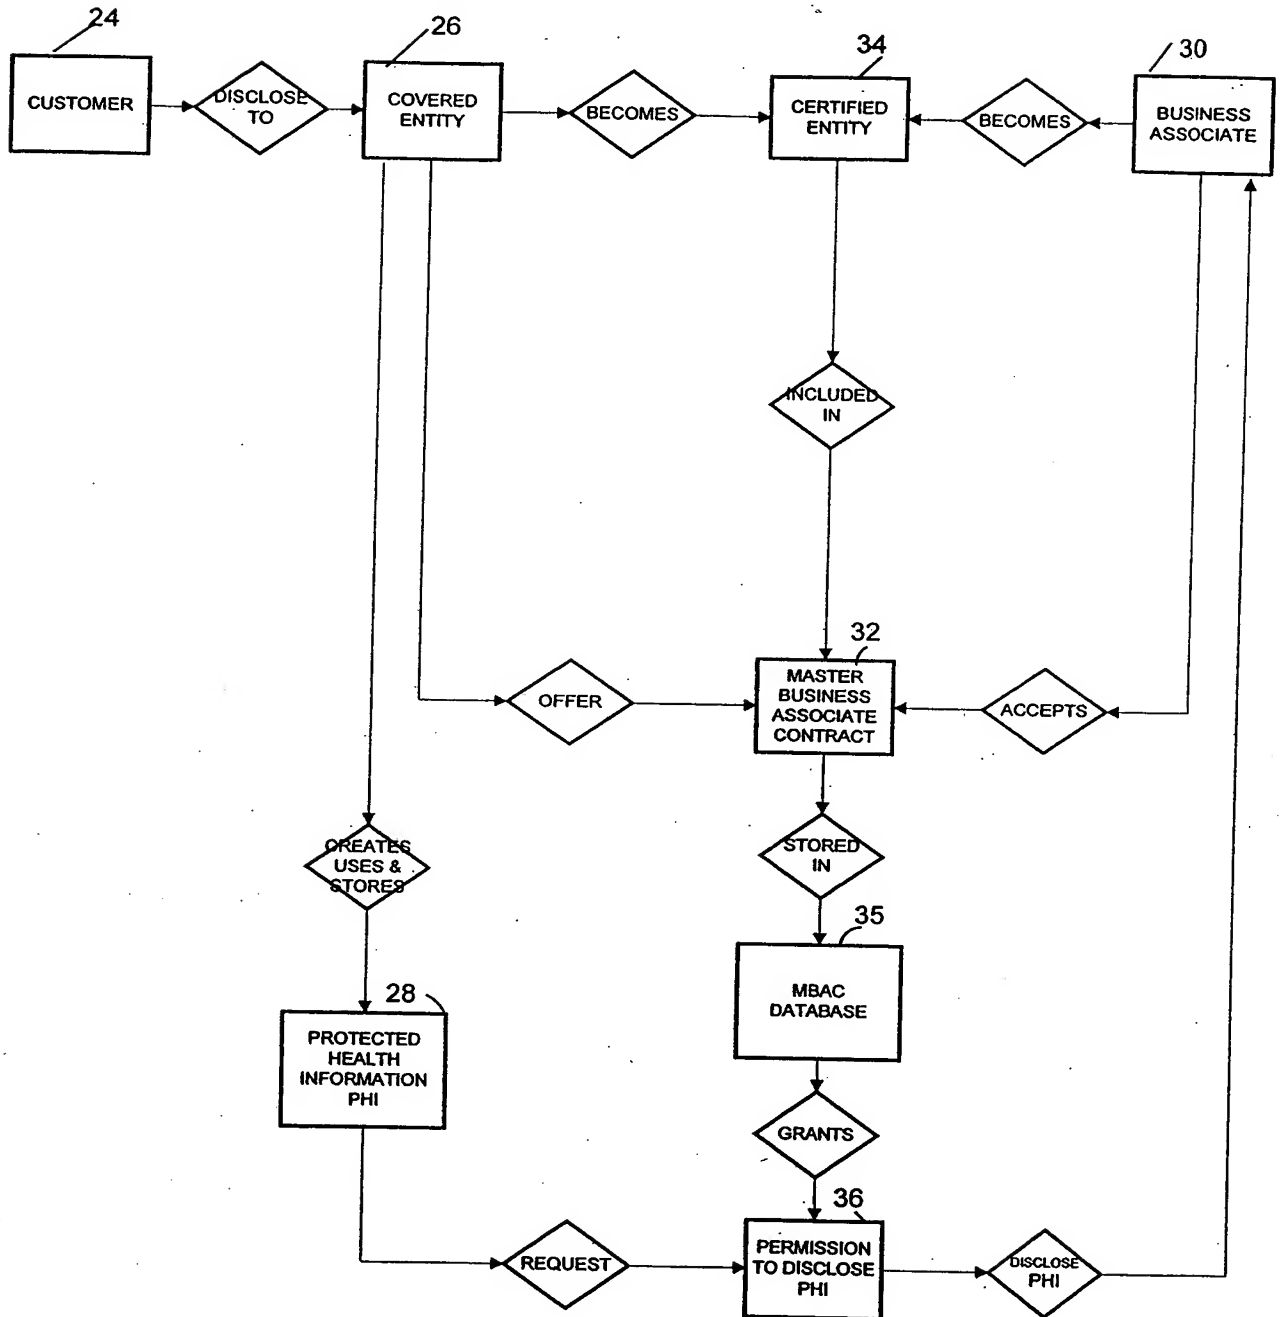 24
26
34
30
CUSTOMER
DISCLOSE
TO
COVERED
ENTITY
BECOMES
CERTIFIED
ENTITY
BECOMES
BUSINESS
ASSOCIATE
INCLUDED
IN
32
OFFER
MASTER
BUSINESS
ASSOCIATE
CONTRACT
ACCEPTS
CREATES
USES &
STORES
STORED
IN
35
MBAC
DATABASE
28
PROTECTED
HEALTH
INFORMATION
PHI
GRANTS
36
REQUEST
PERMISSION
TO DISCLOSE
PHI
DISCLOSE
PHI